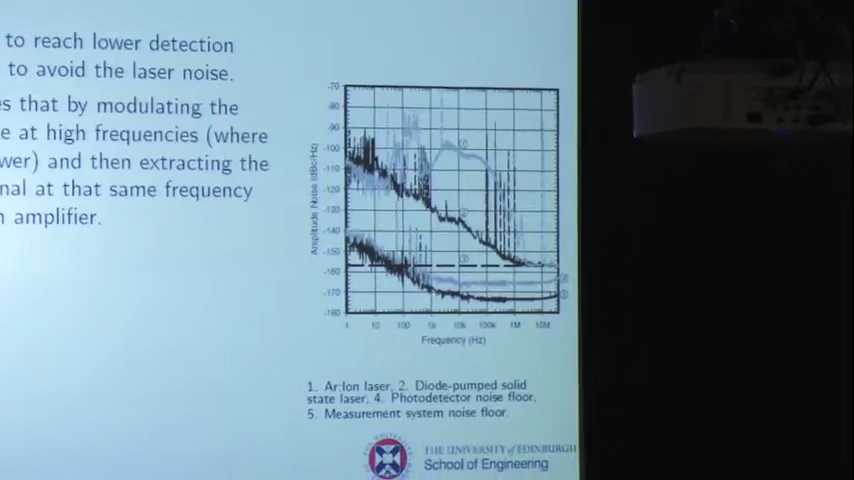 to reach lower detection
to avoid the laser noise.
es that by modulating the
e at high frequencies (where
wer) and then extracting the
nal at that same frequency
n amplifier.
-70
-80
-90
-100
-110
-120
-130
-140
-150
-160
-170
-180
Amplitude Noise (dBc/Hz)
1 10 100 1k 10k 100k 1M 10M
Frequency (Hz)
1. Ar:Ion laser, 2. Diode-pumped solid
state laser, 4. Photodetector noise floor,
5. Measurement system noise floor.
THE UNIVERSITY of EDINBURGH
School of Engineering